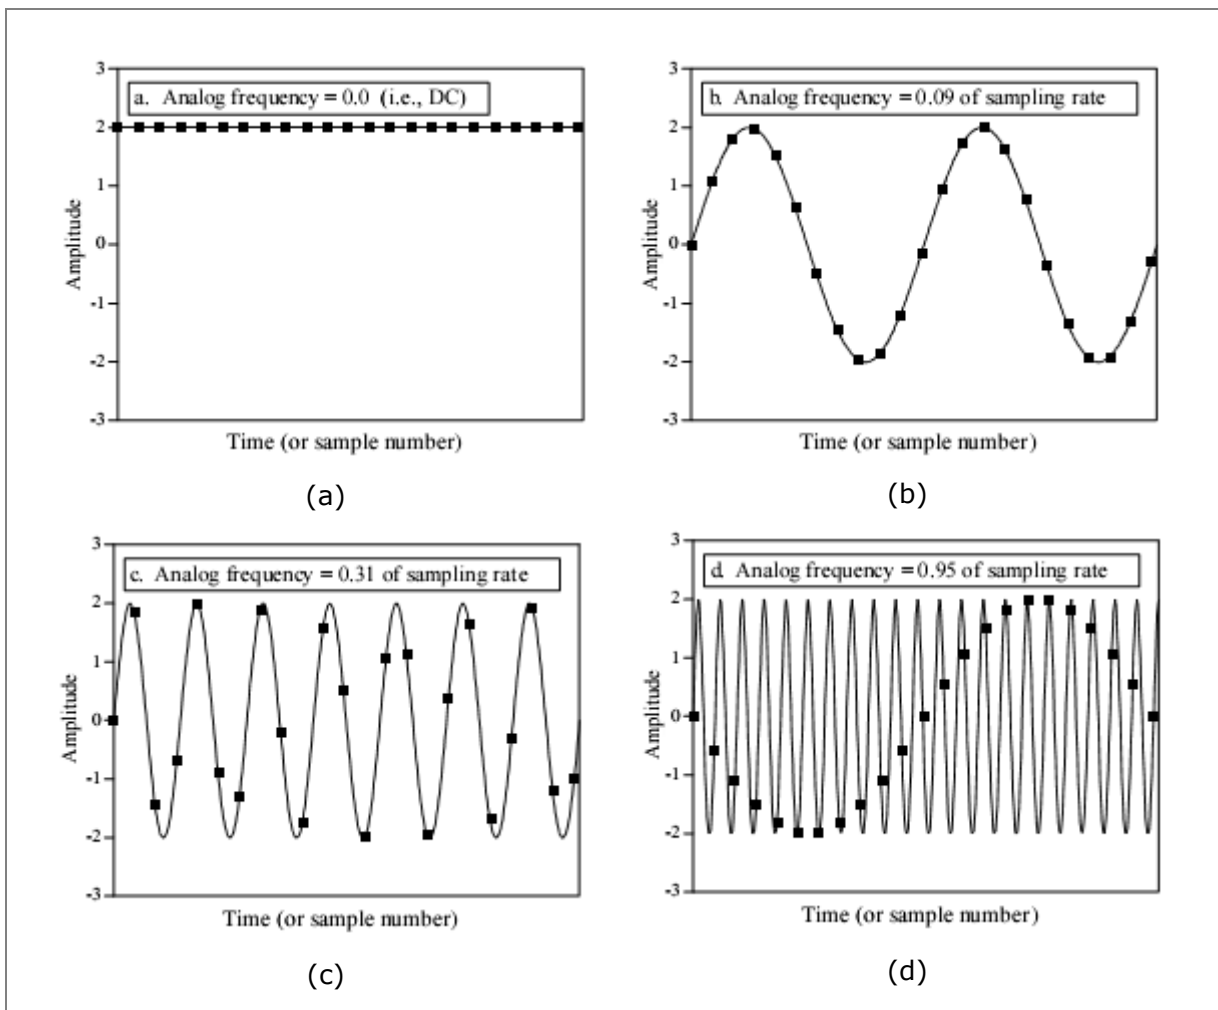 a. Analog frequency = 0.0 (i.e., DC)
3
2
1
0
-1
-2
-3
Amplitude
Time (or sample number)
(a)
b. Analog frequency = 0.09 of sampling rate
3
2
1
0
-1
-2
-3
Amplitude
Time (or sample number)
(b)
c. Analog frequency = 0.31 of sampling rate
3
2
1
0
-1
-2
-3
Amplitude
Time (or sample number)
(c)
d. Analog frequency = 0.95 of sampling rate
3
2
1
0
-1
-2
-3
Amplitude
Time (or sample number)
(d)